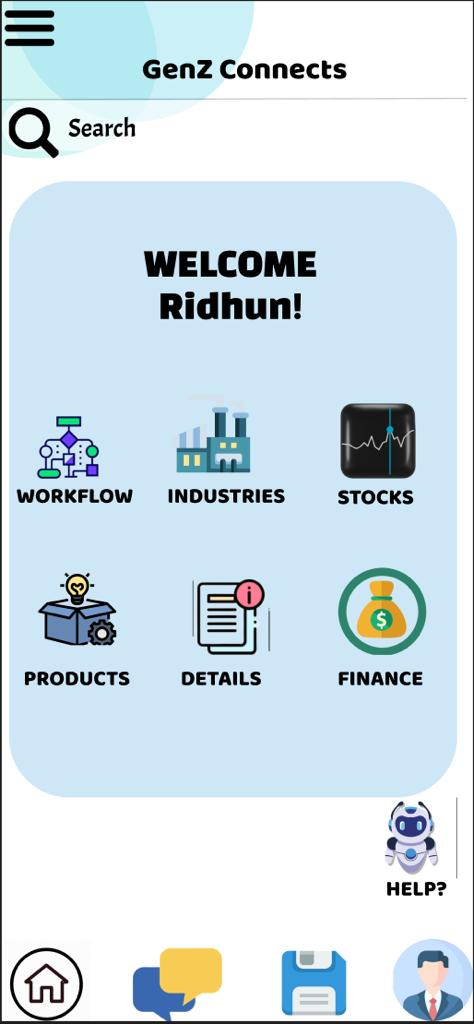 GenZ Connects
Search
WELCOME
Ridhun!
WORKFLOW
INDUSTRIES
STOCKS
$
i
PRODUCTS
DETAILS
FINANCE
HELP?